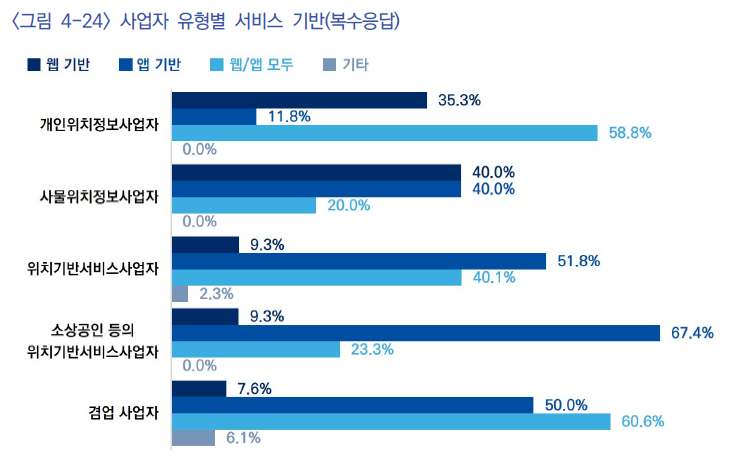 〈그림 4-24〉 사업자 유형별 서비스 기반(복수응답)
웹 기반 앱 기반 웹/앱 모두 기타
개인위치정보사업자
35.3%
11.8%
58.8%
0.0%
사물위치정보사업자
40.0%
40.0%
20.0%
0.0%
위치기반서비스사업자
9.3%
51.8%
40.1%
2.3%
소상공인 등의
위치기반서비스사업자
9.3%
67.4%
23.3%
0.0%
겸업 사업자
7.6%
50.0%
60.6%
6.1%